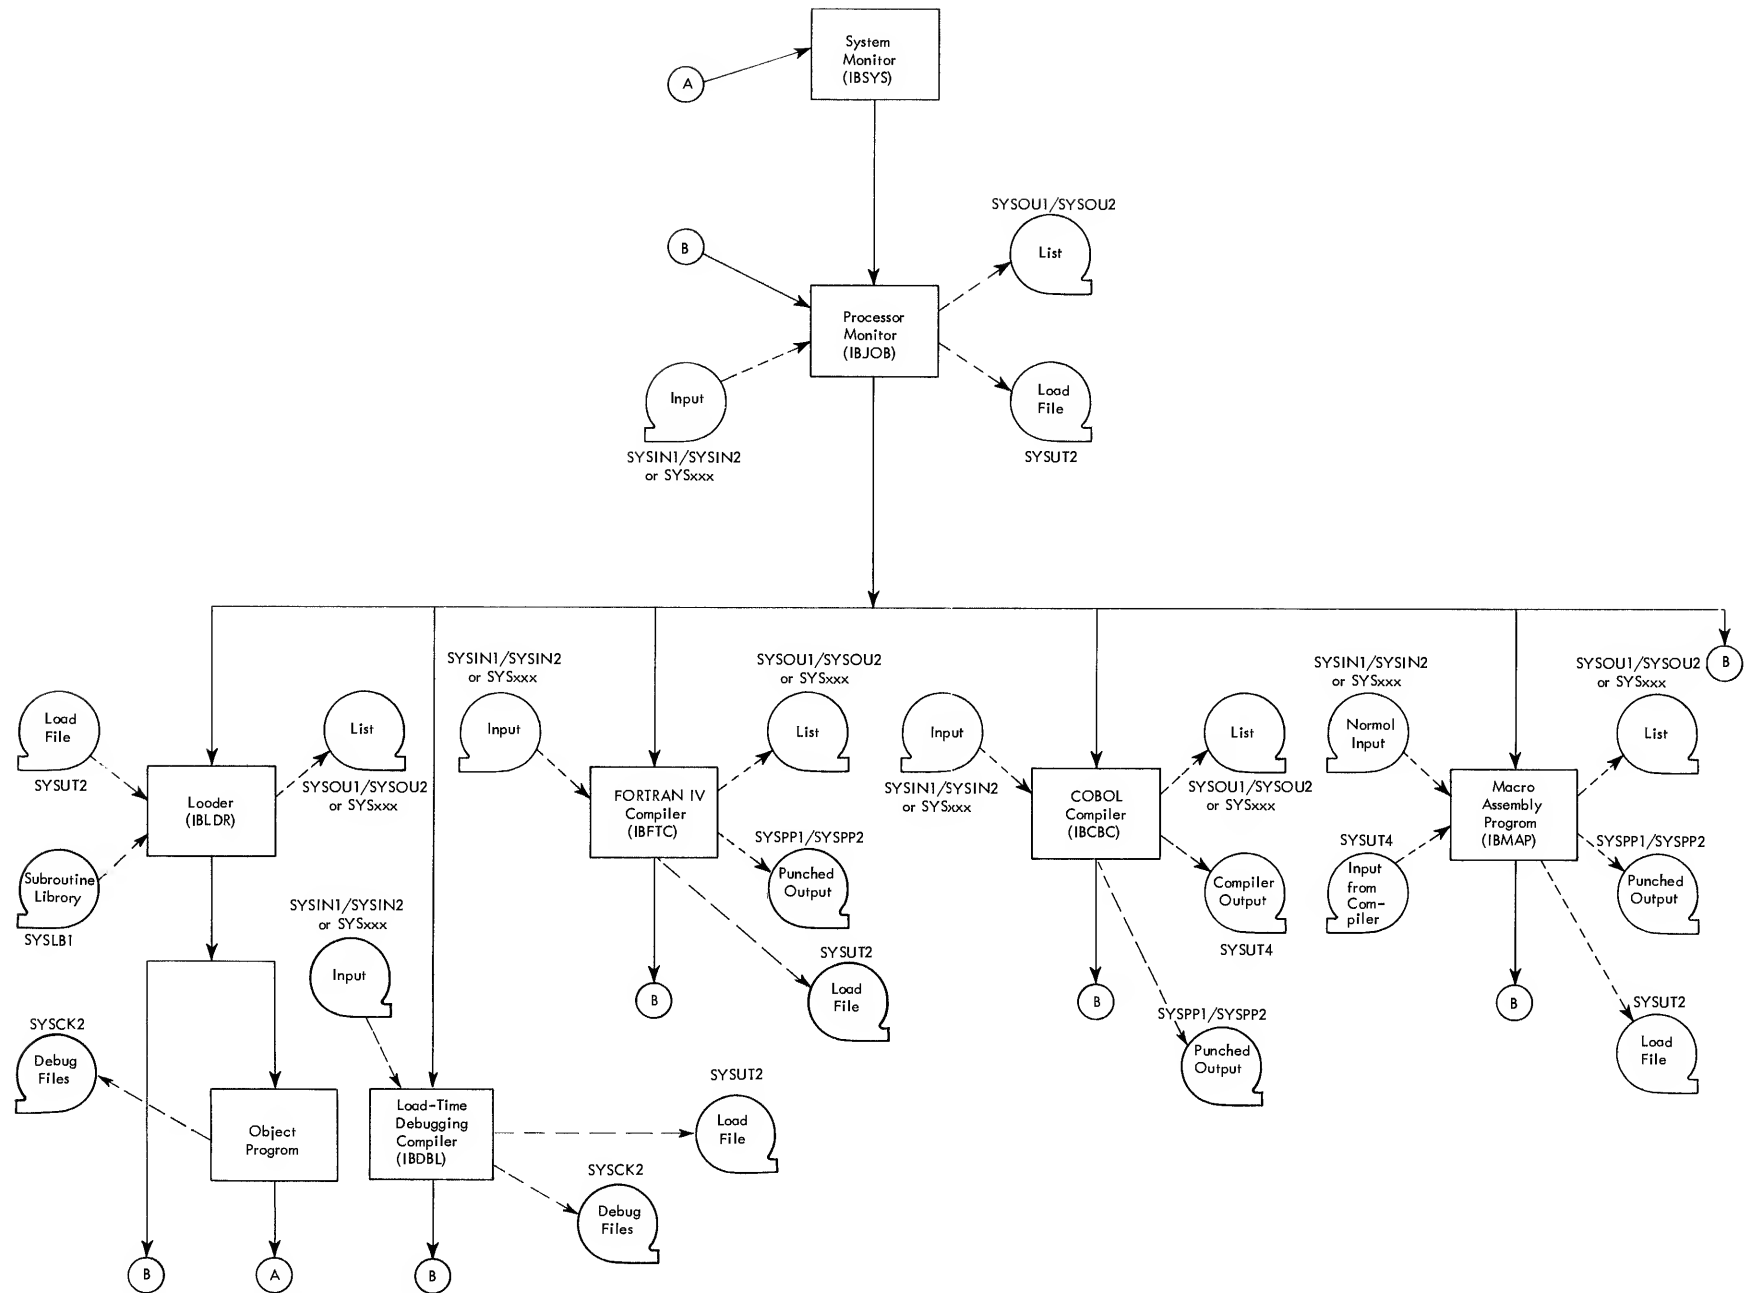 System
Monitor
(IBSYS)
A
SYSOU1/SYSOU2
List
B
Processor
Monitor
(IBJOB)
Input
SYSIN1/SYSIN2
or SYSxxx
Load
File
SYSUT2
B
Load
File
SYSUT2
List
SYSOU1/SYSOU2
or SYSxxx
Looder
(IBLDR)
Subroutine
Library
SYSLB1
SYSIN1/SYSIN2
or SYSxxx
Input
SYSOU1/SYSOU2
or SYSxxx
List
FORTRAN IV
Compiler
(IBFTC)
SYSPP1/SYSPP2
Punched
Output
SYSUT2
Load
File
B
Input
SYSIN1/SYSIN2
or SYSxxx
List
SYSOU1/SYSOU2
or SYSxxx
COBOL
Compiler
(IBCBC)
Compiler
Output
SYSUT4
B
SYSPP1/SYSPP2
Punched
Output
SYSIN1/SYSIN2
or SYSxxx
Normol
Input
SYSOU1/SYSOU2
or SYSxxx
List
Macro
Assembly
Progrom
(IBMAP)
SYSUT4
Input
from
Com-
piler
SYSPP1/SYSPP2
Punched
Output
B
SYSUT2
Load
File
SYSIN1/SYSIN2
or SYSxxx
Input
SYSCK2
Debug
Files
Object
Progrom
Load-Time
Debugging
Compiler
(IBDBL)
SYSUT2
Load
File
SYSCK2
Debug
Files
B
A
B